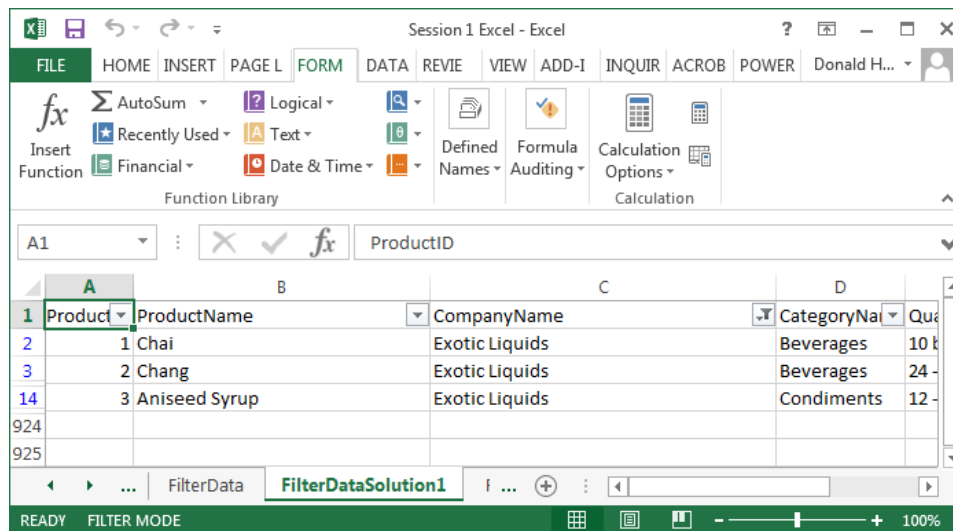 Session 1 Excel - Excel
FILE HOME INSERT PAGE L FORM DATA REVIE VIEW ADD-I INQUIR ACROB POWER Donald H...
AutoSum Logical
Recently Used Text
Insert Function Financial Date & Time
Defined Names Formula Auditing Calculation Options
Function Library Calculation
A1 fx ProductID
A B C D
1 Product ProductName CompanyName CategoryNa Qua
2 1 Chai Exotic Liquids Beverages 10 b
3 2 Chang Exotic Liquids Beverages 24 -
14 3 Aniseed Syrup Exotic Liquids Condiments 12 -
924
925
... FilterData FilterDataSolution1 F ...
READY FILTER MODE 100%